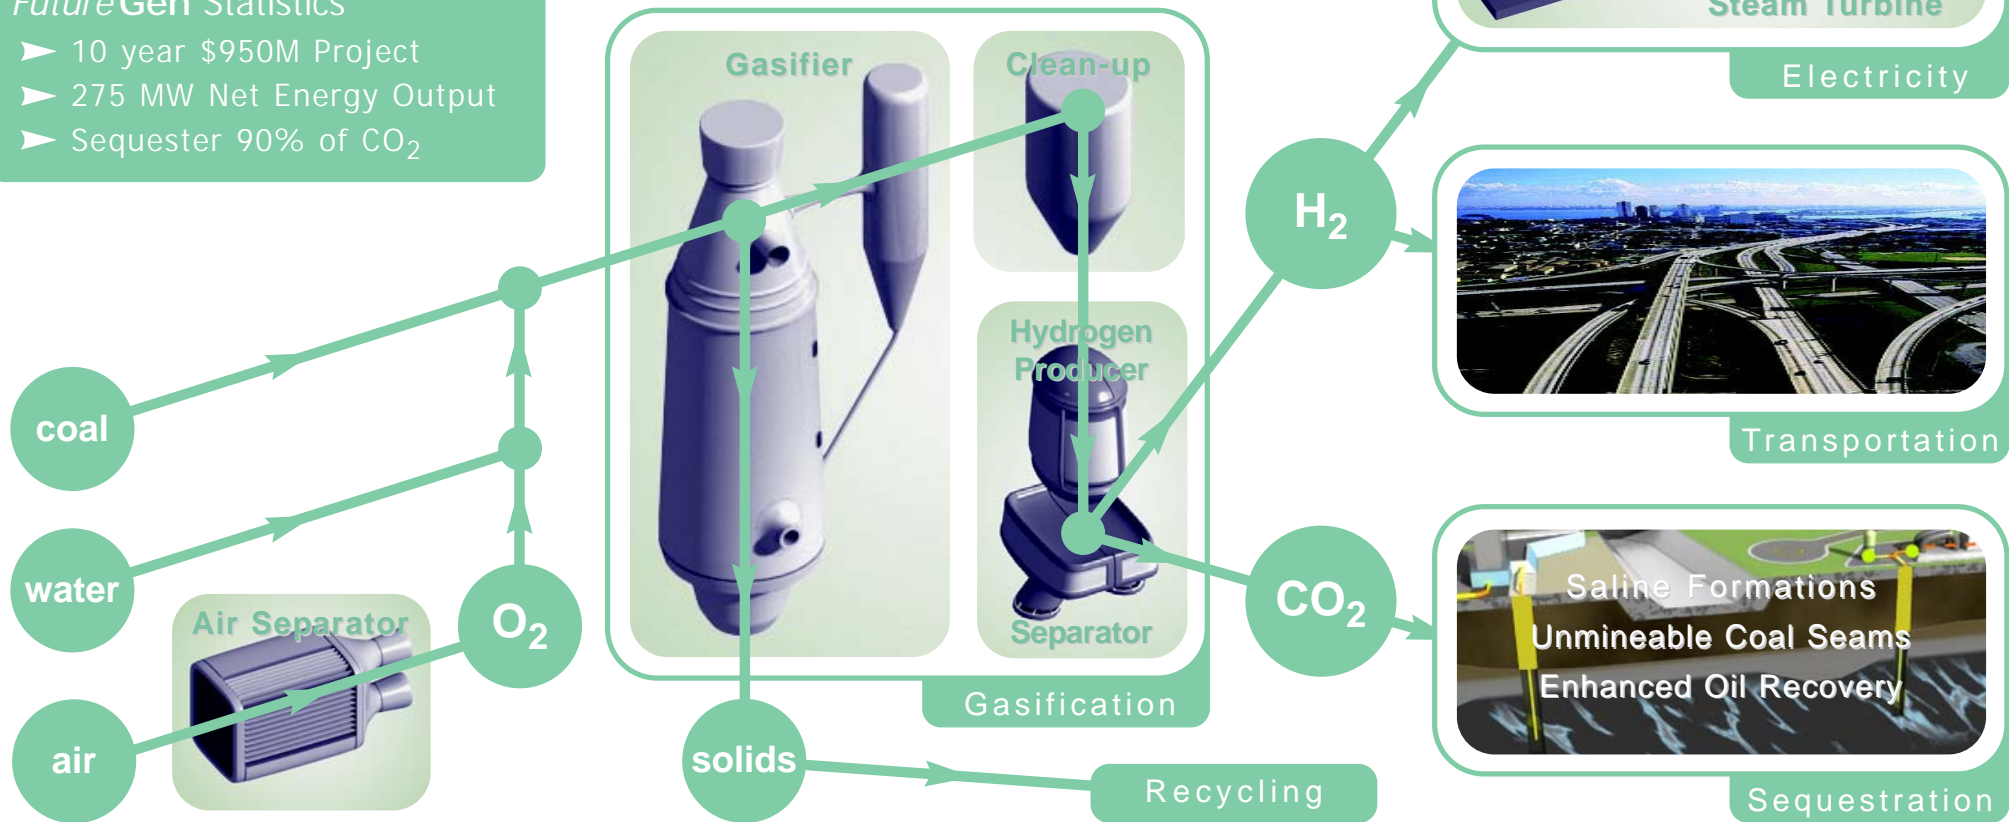 FutureGen Statistics
➤ 10 year $950M Project
➤ 275 MW Net Energy Output
➤ Sequester 90% of CO₂
Gasifier
Clean-up
Hydrogen
Producer
Separator
Gasification
coal
water
air
Air Separator
O₂
solids
Recycling
H₂
CO₂
Steam Turbine
Electricity
Transportation
Saline Formations
Unmineable Coal Seams
Enhanced Oil Recovery
Sequestration